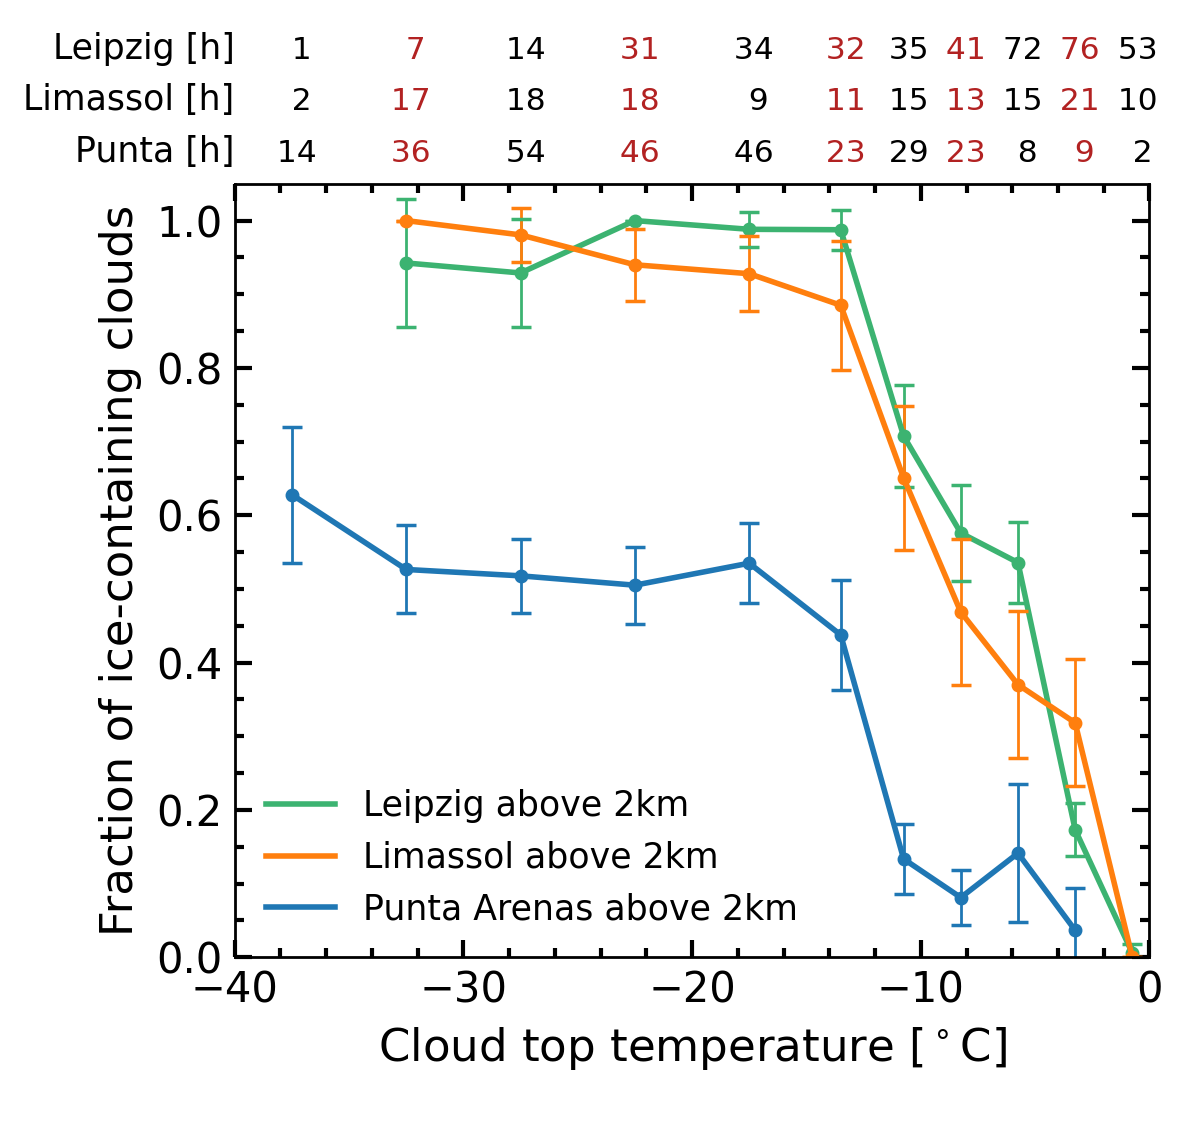 Leipzig [h] 1 7 14 31 34 32 35 41 72 76 53
Limassol [h] 2 17 18 18 9 11 15 13 15 21 10
Punta [h] 14 36 54 46 46 23 29 23 8 9 2
1.0
0.8
0.6
0.4
0.2
0.0
Fraction of ice-containing clouds
Leipzig above 2km
Limassol above 2km
Punta Arenas above 2km
−40 −30 −20 −10 0
Cloud top temperature [°C]